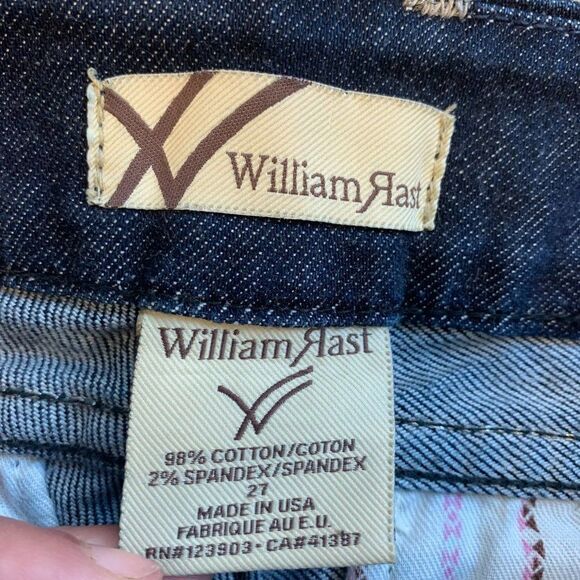 William Rast
William Rast
98% COTTON/COTON
2% SPANDEX/SPANDEX
27
MADE IN USA
FABRIQUE AU E.U.
RN#123903 - CA#41387